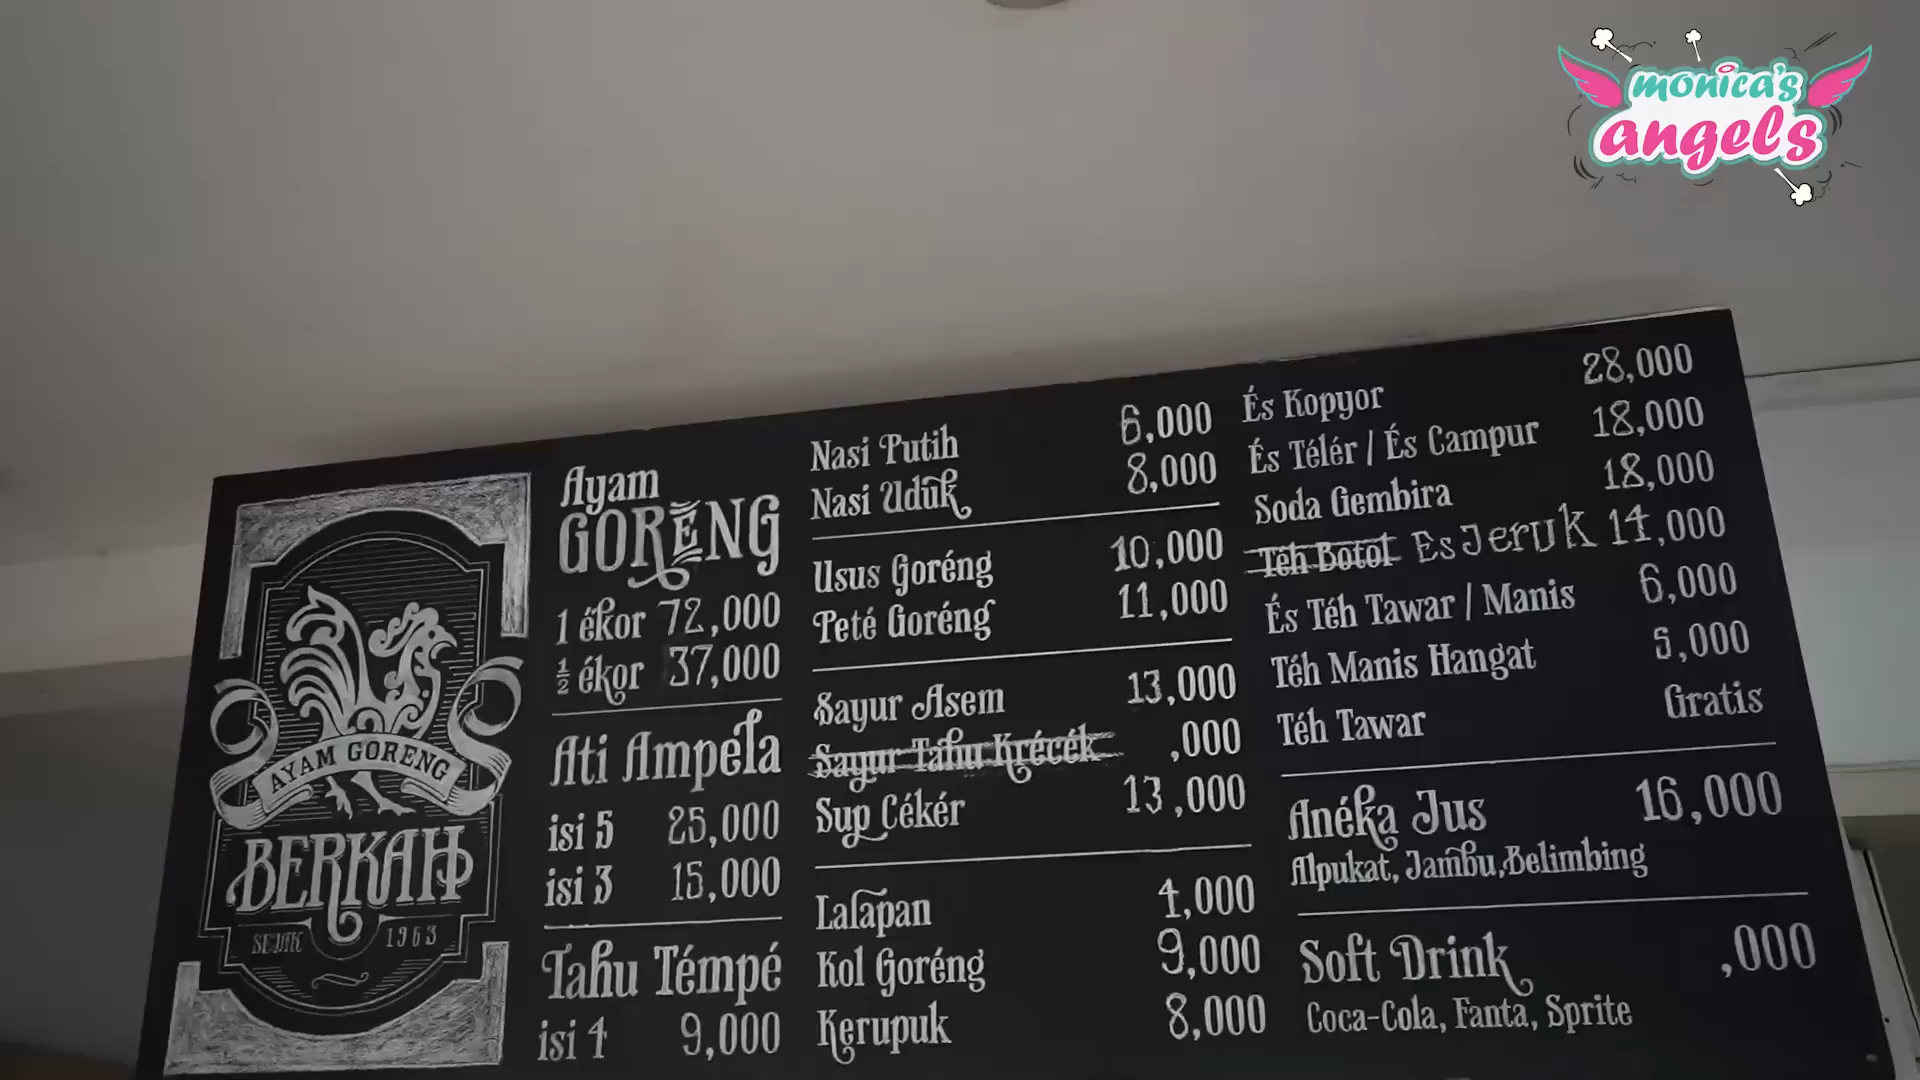 monica's
angels
AYAM GORENG
BERKAH
SEJAK 1963
Ayam
GORENG
1 ékor 72,000
½ ékor 37,000
Ati Ampéla
isi 5 25,000
isi 3 15,000
Tahu Témpé
isi 4 9,000
Nasi Putih 6,000
Nasi Uduk 8,000
Usus Goréng 10,000
Peté Goréng 11,000
Sayur Asem 13,000
Sayur Tahu Krécék ,000
Sup Cékér 13,000
Lalapan 4,000
Kol Goréng 9,000
Kerupuk 8,000
És Kopyor 28,000
És Télér / És Campur 18,000
Soda Gembira 18,000
Téh Botol Es Jeruk 14,000
És Téh Tawar / Manis 6,000
Téh Manis Hangat 5,000
Téh Tawar Gratis
Anéka Jus 16,000
Alpukat, Jambu, Belimbing
Soft Drink ,000
Coca-Cola, Fanta, Sprite